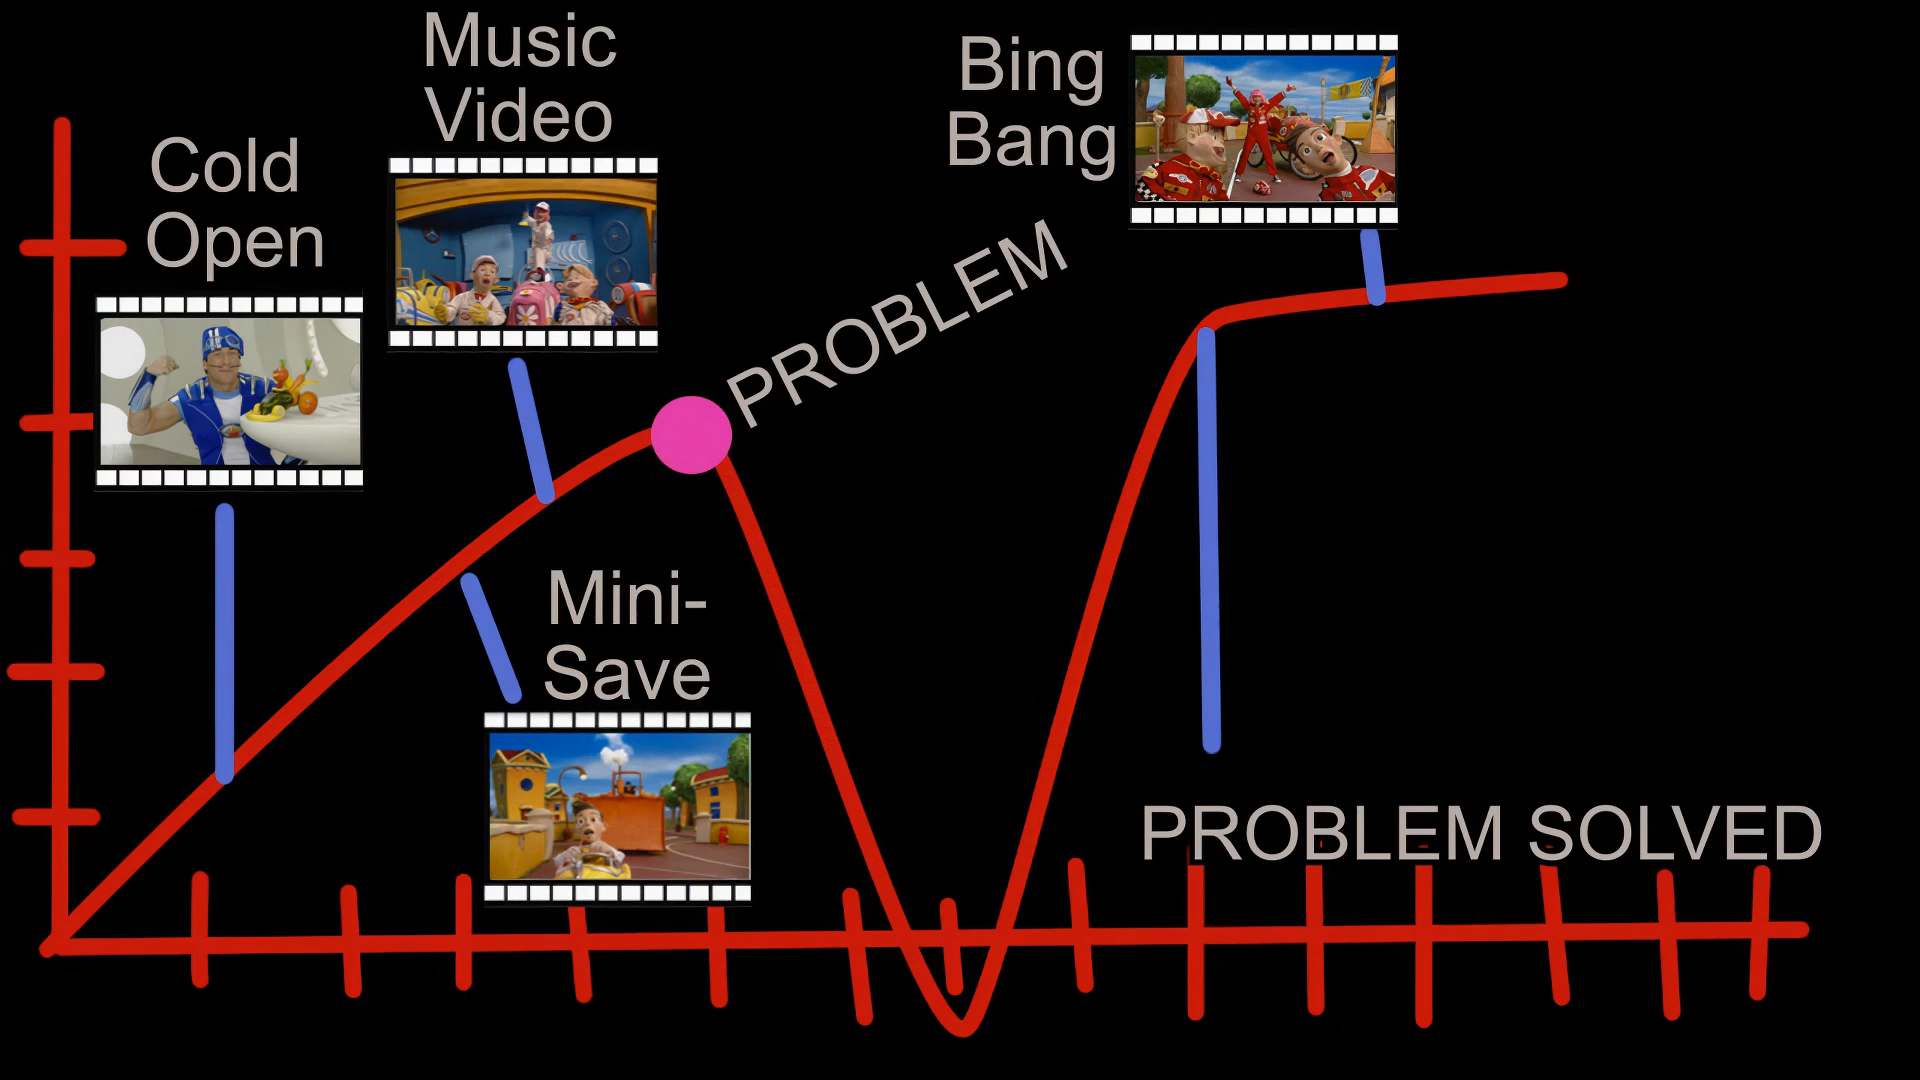 Music
Video
Cold
Open
Bing
Bang
PROBLEM
Mini-
Save
PROBLEM SOLVED